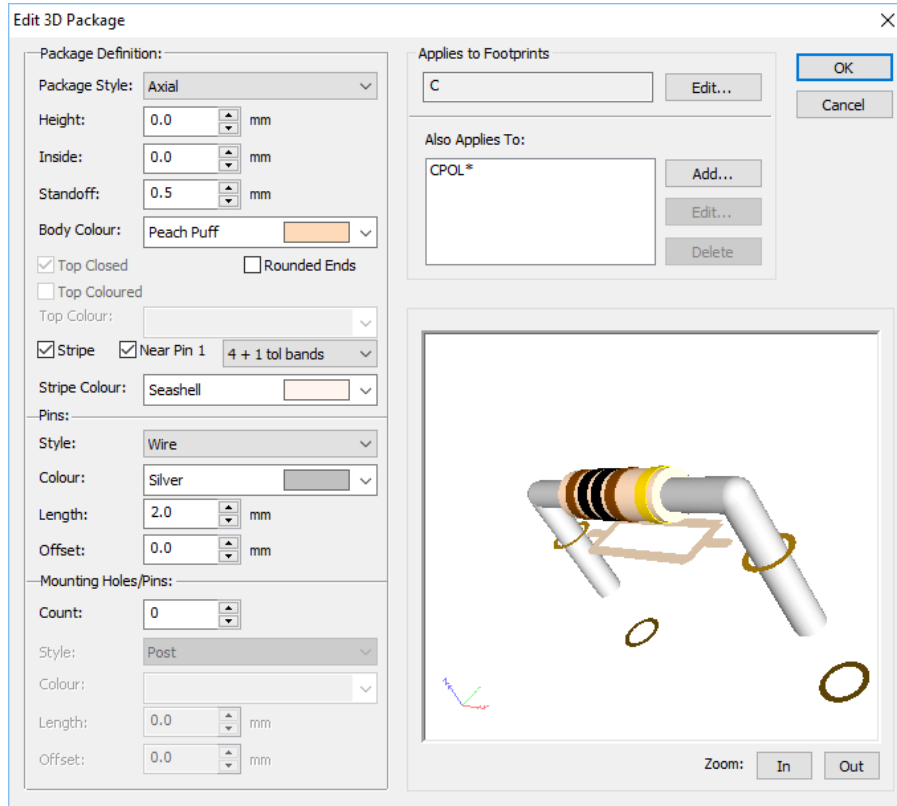 Edit 3D Package
Package Definition:
Package Style: Axial
Height: 0.0 mm
Inside: 0.0 mm
Standoff: 0.5 mm
Body Colour: Peach Puff
Top Closed Rounded Ends
Top Coloured
Top Colour:
Stripe Near Pin 1 4 + 1 tol bands
Stripe Colour: Seashell
Pins:
Style: Wire
Colour: Silver
Length: 2.0 mm
Offset: 0.0 mm
Mounting Holes/Pins:
Count: 0
Style: Post
Colour:
Length: 0.0 mm
Offset: 0.0 mm
Applies to Footprints
C Edit...
Also Applies To:
CPOL* Add...
Edit...
Delete
OK
Cancel
Zoom: In Out